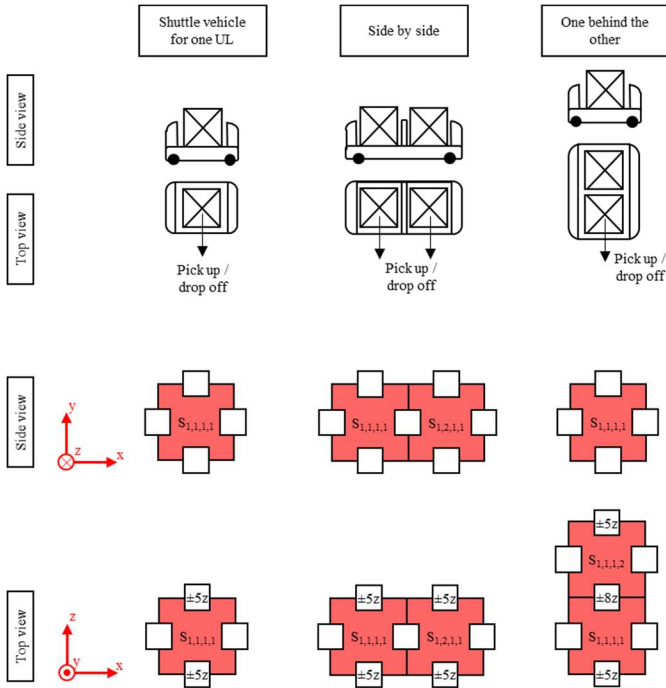 Shuttle vehicle
for one UL
Side by side
One behind the
other
Side view
Top view
Pick up /
drop off
Pick up /
drop off
Pick up /
drop off
Side view
y
z
x
S1,1,1,1
S1,1,1,1
S1,2,1,1
S1,1,1,1
Top view
z
y
x
±5z
S1,1,1,1
±5z
±5z
±5z
S1,1,1,1
S1,2,1,1
±5z
±5z
±5z
S1,1,1,2
±8z
S1,1,1,1
±5z